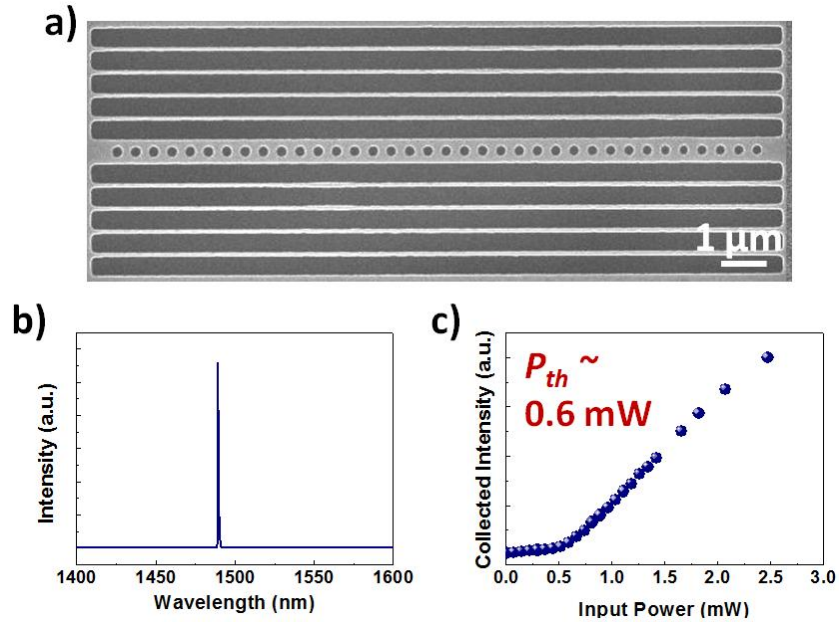 a)
1 μm
b)
Intensity (a.u.)
1400 1450 1500 1550 1600
Wavelength (nm)
c)
P_th ~
0.6 mW
Collected Intensity (a.u.)
0.0 0.5 1.0 1.5 2.0 2.5 3.0
Input Power (mW)